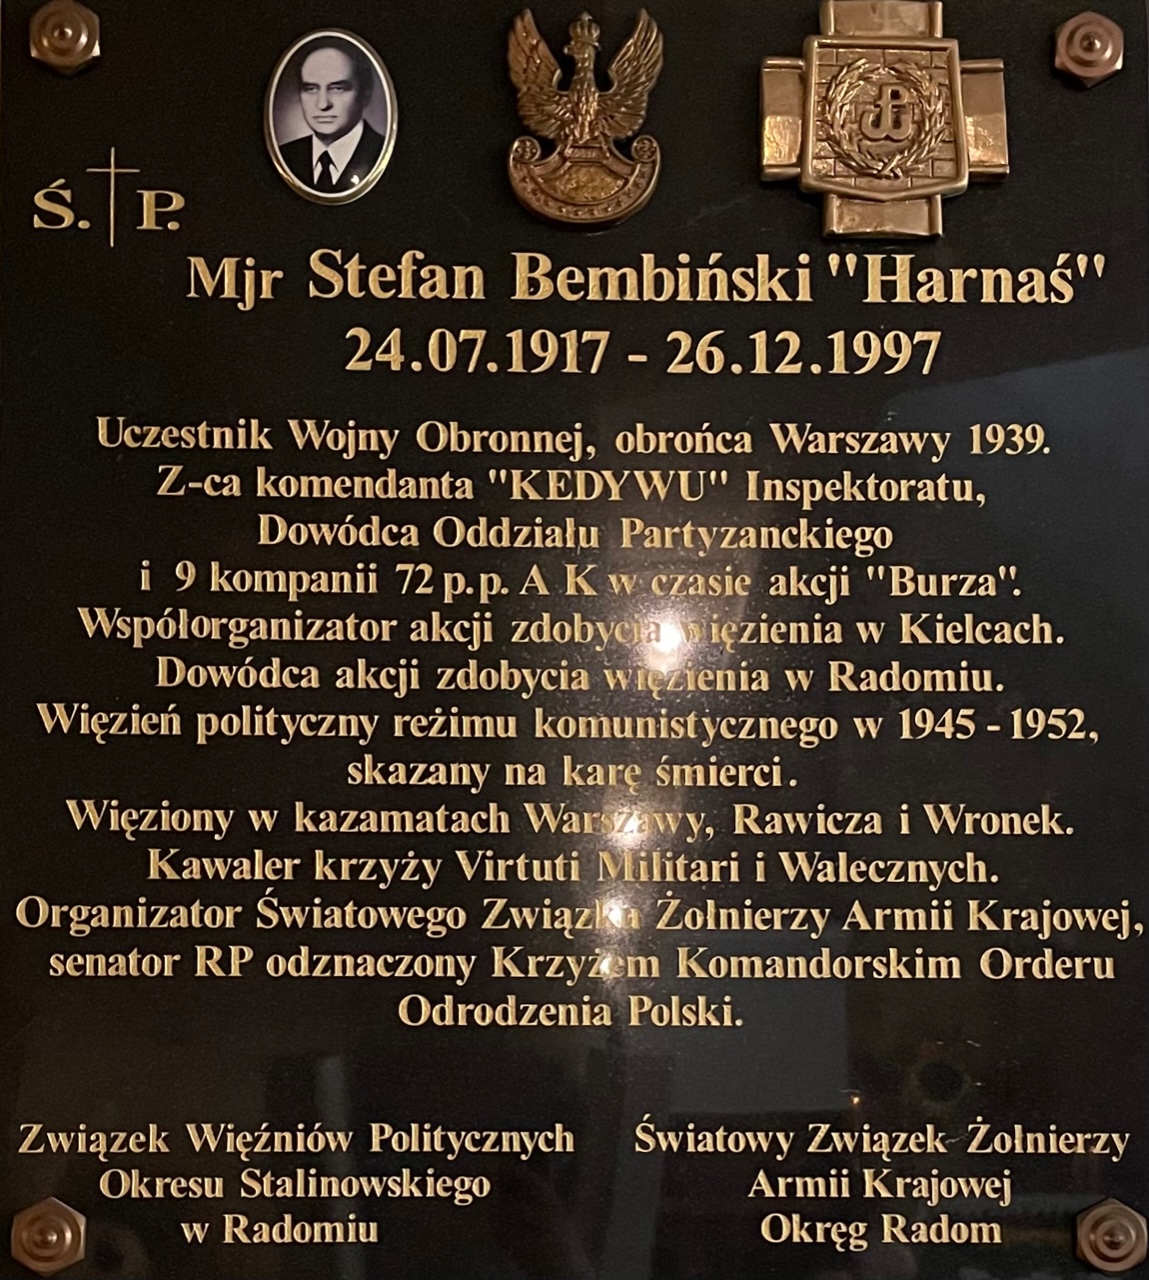 Ś. P.
Mjr Stefan Bembiński "Harnaś"
24.07.1917 - 26.12.1997
Uczestnik Wojny Obronnej, obrońca Warszawy 1939.
Z-ca komendanta "KEDYWU" Inspektoratu,
Dowódca Oddziału Partyzanckiego
i 9 kompanii 72 p.p. A K w czasie akcji "Burza".
Współorganizator akcji zdobycia więzienia w Kielcach.
Dowódca akcji zdobycia więzienia w Radomiu.
Więzień polityczny reżimu komunistycznego w 1945 - 1952,
skazany na karę śmierci.
Więziony w kazamatach Warszawy, Rawicza i Wronek.
Kawaler krzyży Virtuti Militari i Walecznych.
Organizator Światowego Związku Żołnierzy Armii Krajowej,
senator RP odznaczony Krzyżem Komandorskim Orderu
Odrodzenia Polski.
Związek Więźniów Politycznych
Okresu Stalinowskiego
w Radomiu
Światowy Związek Żołnierzy
Armii Krajowej
Okręg Radom